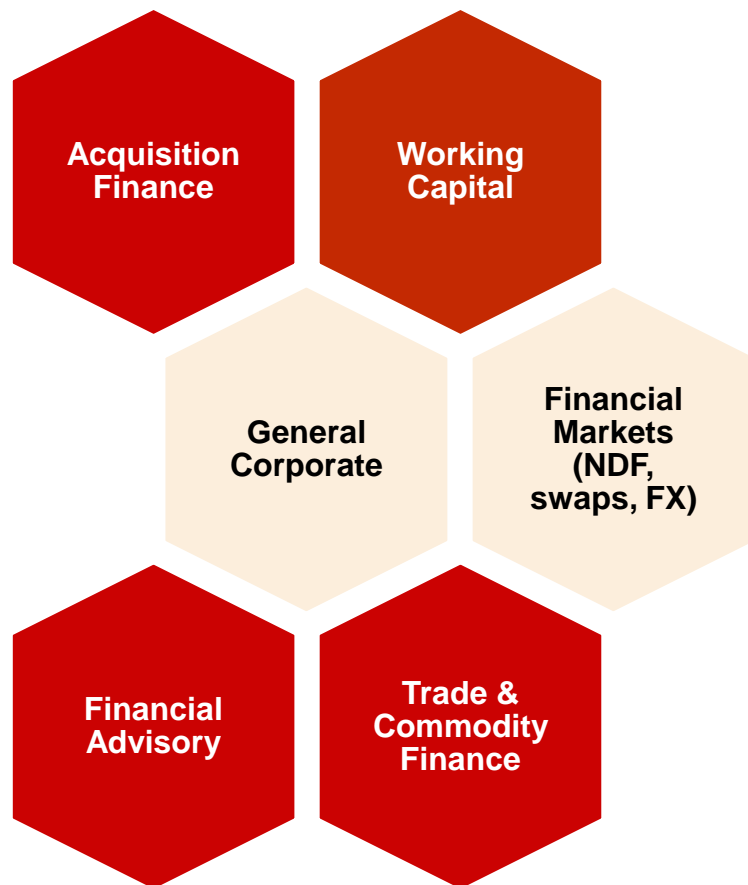 Acquisition
Finance
Working
Capital
General
Corporate
Financial
Markets
(NDF,
swaps, FX)
Financial
Advisory
Trade &
Commodity
Finance